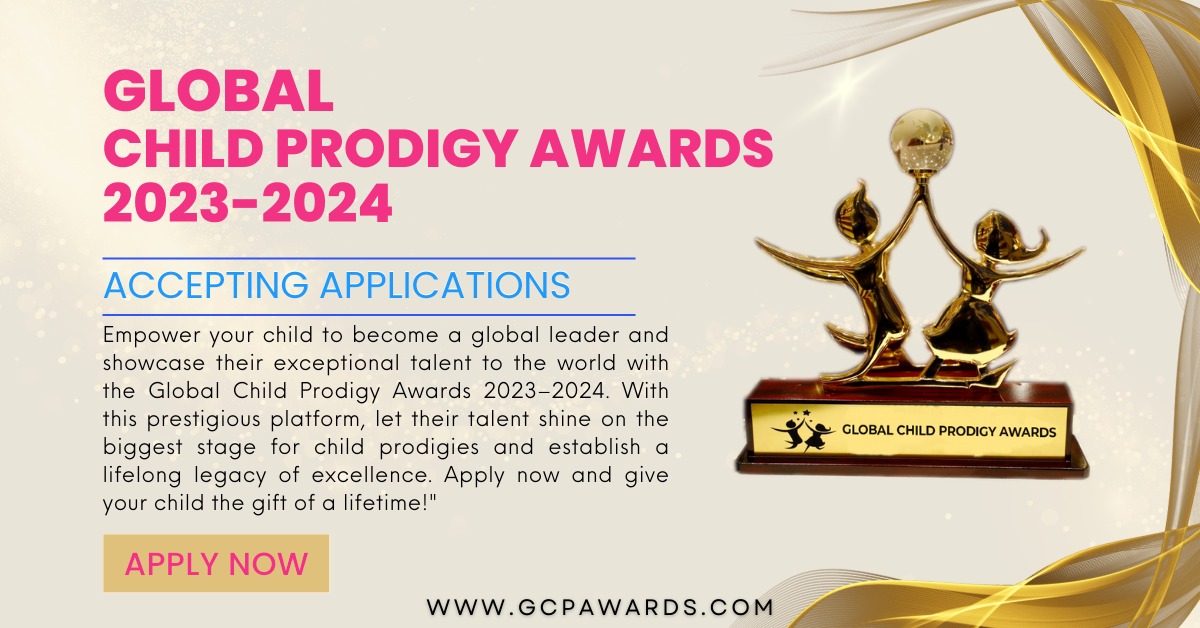 GLOBAL
CHILD PRODIGY AWARDS
2023-2024
ACCEPTING APPLICATIONS
Empower your child to become a global leader and
showcase their exceptional talent to the world with
the Global Child Prodigy Awards 2023–2024. With
this prestigious platform, let their talent shine on the
biggest stage for child prodigies and establish a
lifelong legacy of excellence. Apply now and give
your child the gift of a lifetime!"
APPLY NOW
GLOBAL CHILD PRODIGY AWARDS
WWW.GCPAWARDS.COM